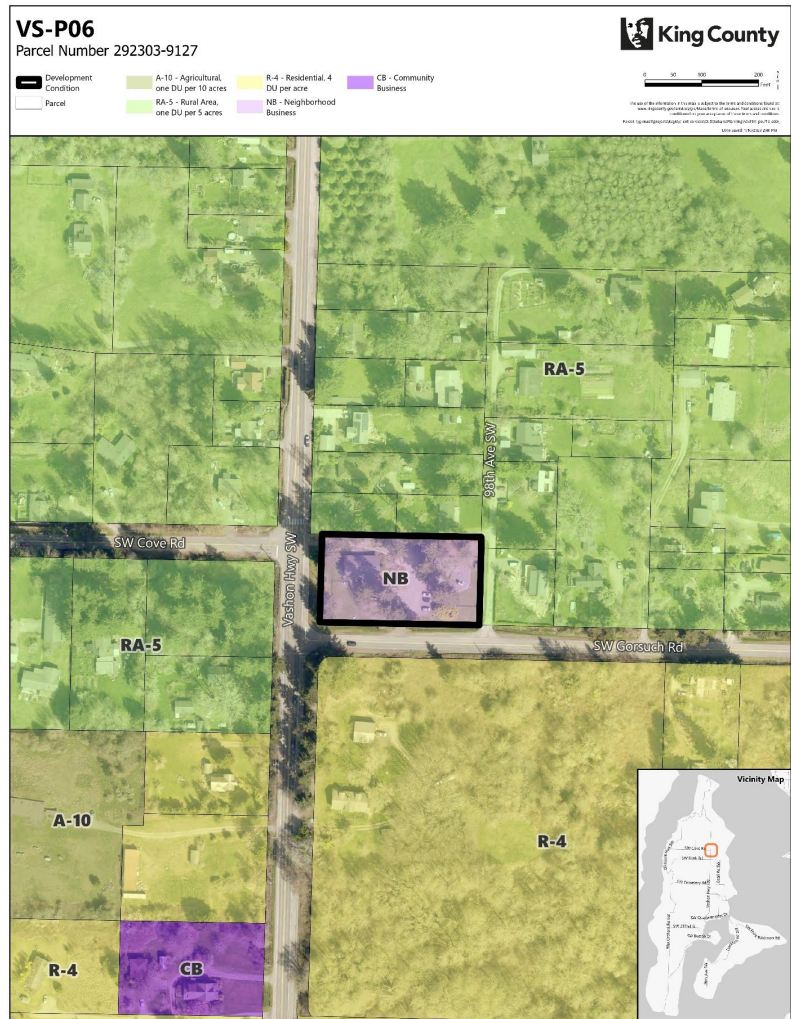 VS-P06
Parcel Number 292303-9127
King County
Development
Condition
Parcel
A-10 - Agricultural,
one DU per 10 acres
RA-5 - Rural Area,
one DU per 5 acres
R-4 - Residential, 4
DU per acre
NB - Neighborhood
Business
CB - Community
Business
0 50 100 200
Feet
RA-5
98th Ave SW
SW Cove Rd
Vashon Hwy SW
NB
RA-5
SW Gorsuch Rd
A-10
R-4
R-4
CB
Vicinity Map